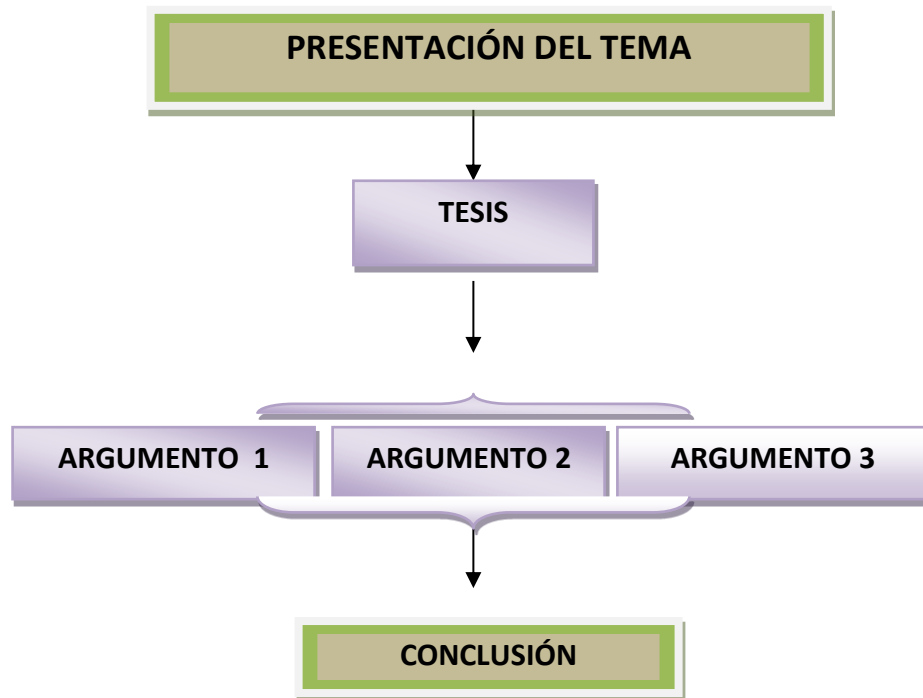 PRESENTACIÓN DEL TEMA
TESIS
ARGUMENTO 1
ARGUMENTO 2
ARGUMENTO 3
CONCLUSIÓN